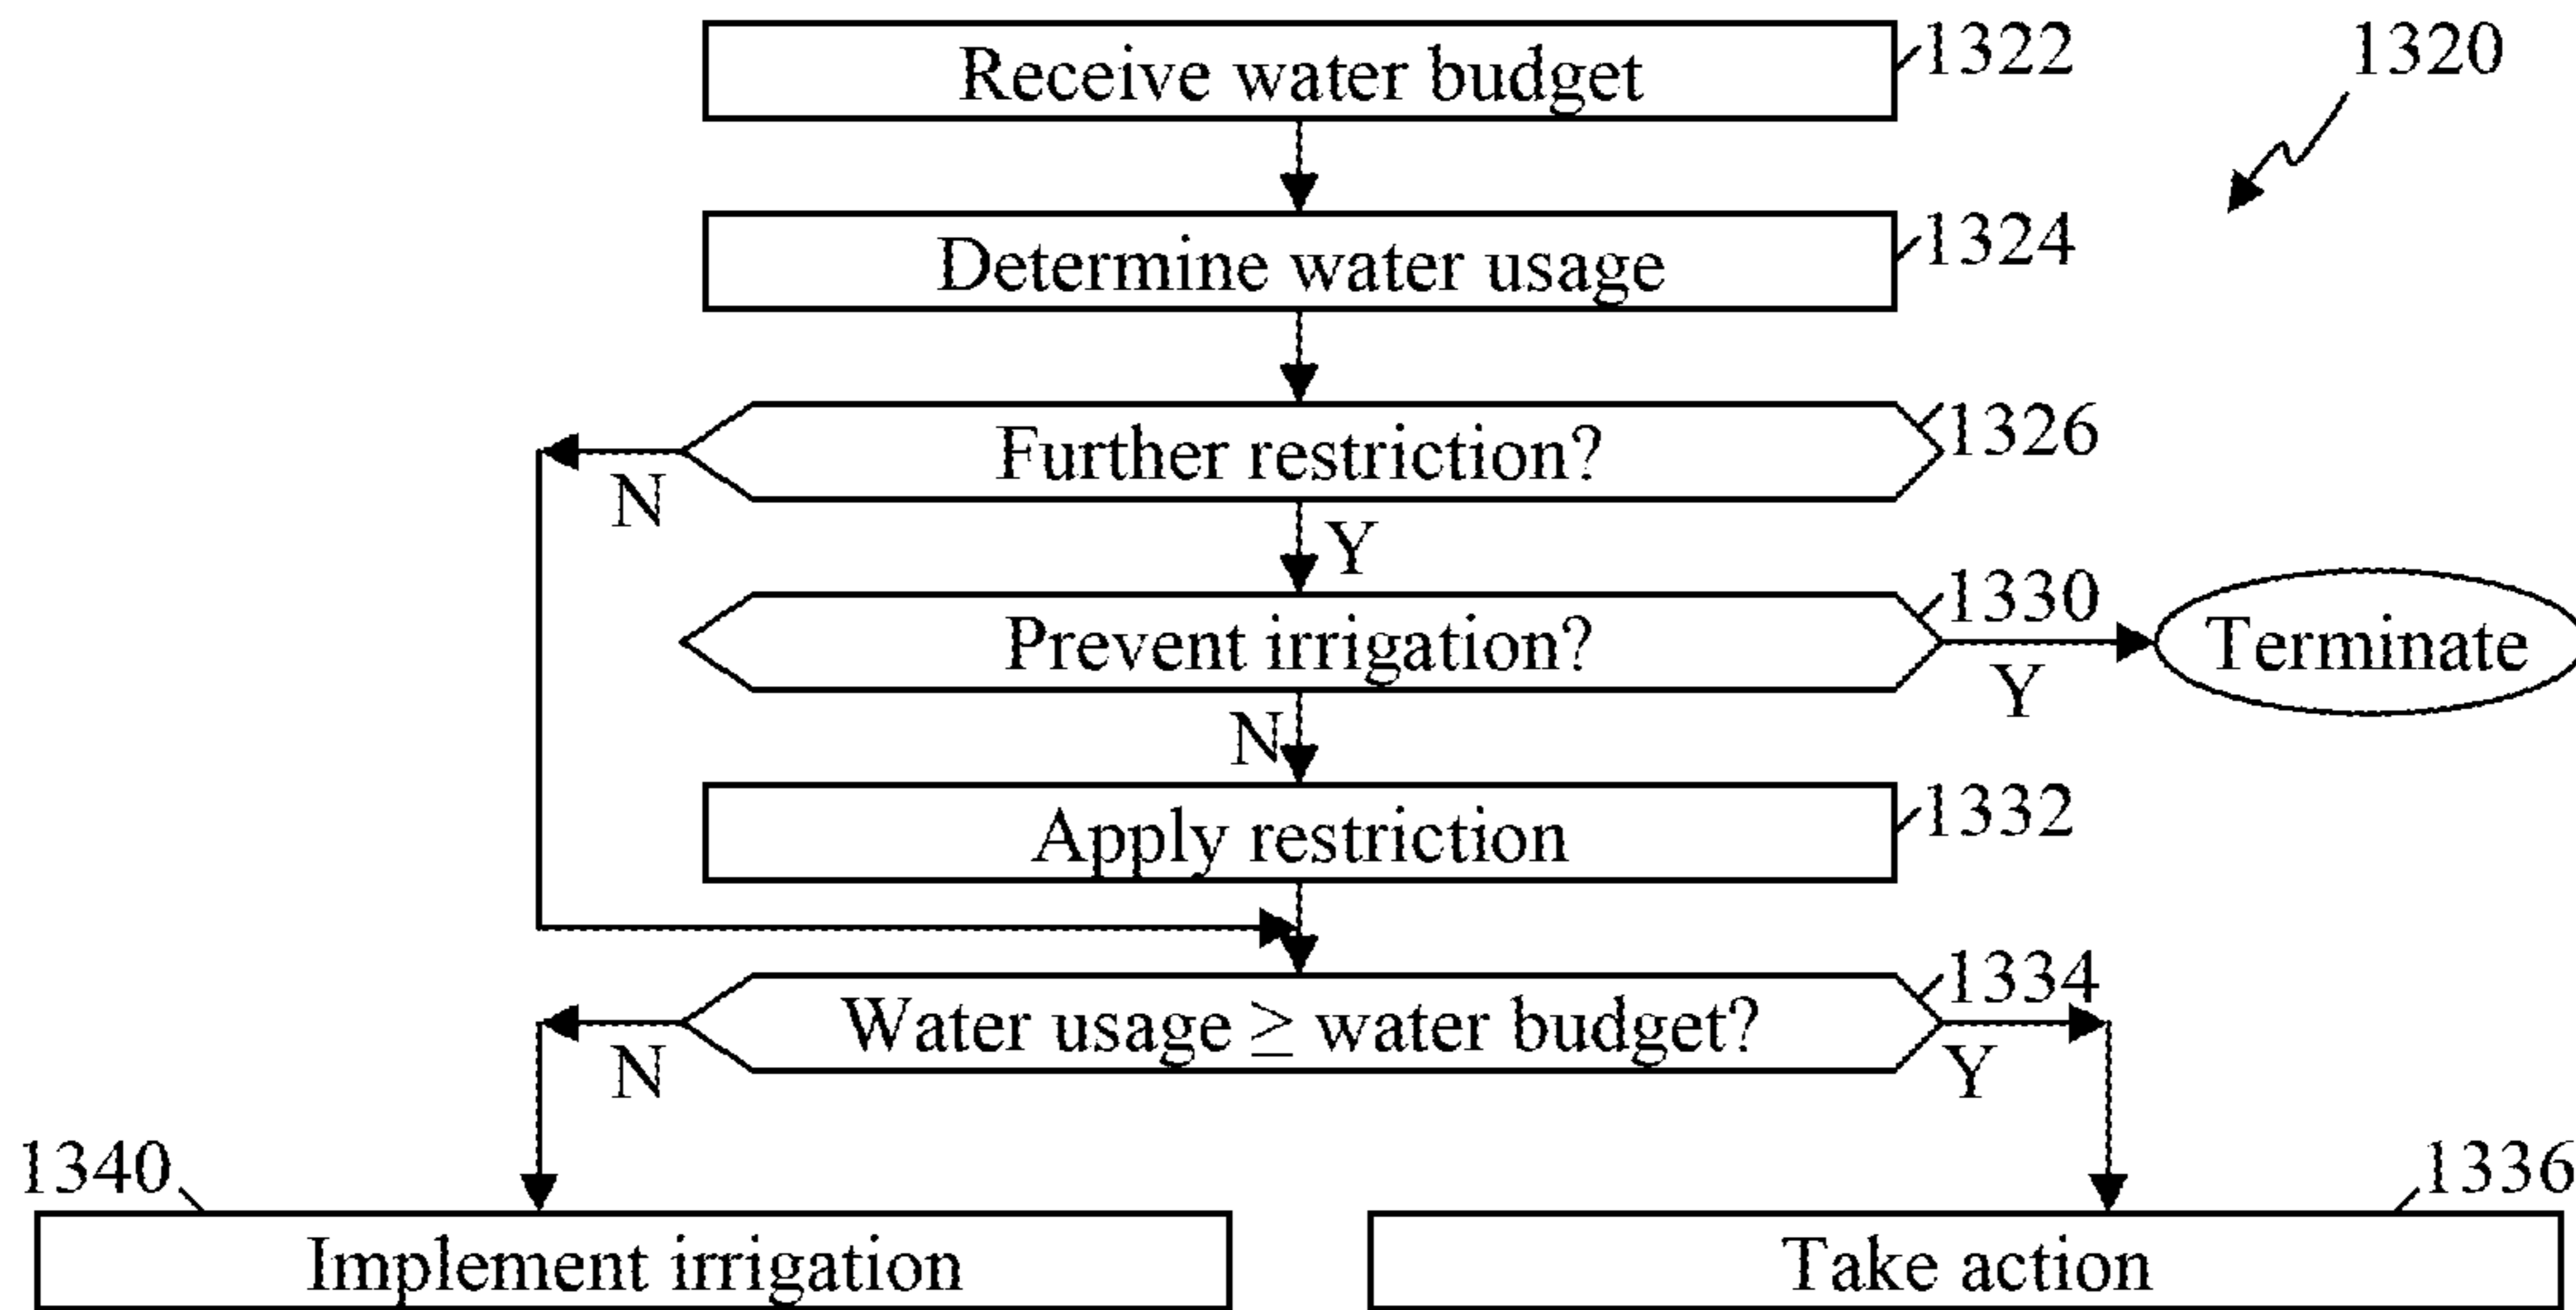 Receive water budget
1322
1320
Determine water usage
1324
Further restriction?
1326
N
Y
Prevent irrigation?
1330
Terminate
Y
N
Apply restriction
1332
Water usage ≥ water budget?
1334
N
Y
1340
1336
Implement irrigation
Take action